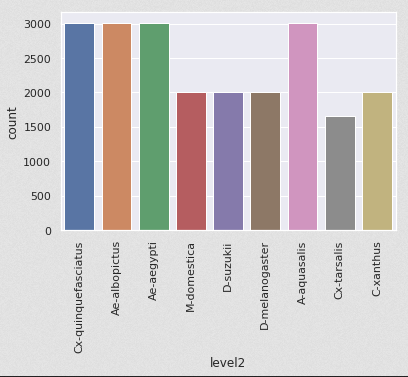 3000
2500
2000
1500
1000
500
0
count
Cx-quinquefasciatus
Ae-albopictus
Ae-aegypti
M-domestica
D-suzukii
D-melanogaster
A-aquasalis
Cx-tarsalis
C-xanthus
level2